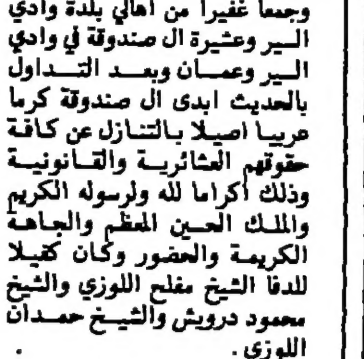 وجمعا غفيرا من اهالي بلدة وادي
السير وعشيرة ال صندوقة في وادي
السير وعمان وبعد التداول
بالحديث ابدى ال صندوقة كرما
عربيا اصيلا بالتنازل عن كافة
حقوقهم العشائرية والقانونية
وذلك اكراما لله ولرسوله الكريم
والملك الحسين المعظم والجاهة
الكريمة والحضور وكان كفيلا
للدفا الشيخ مفلح اللوزي والشيخ
محمود درويش والشيخ حمدان
اللوزي .